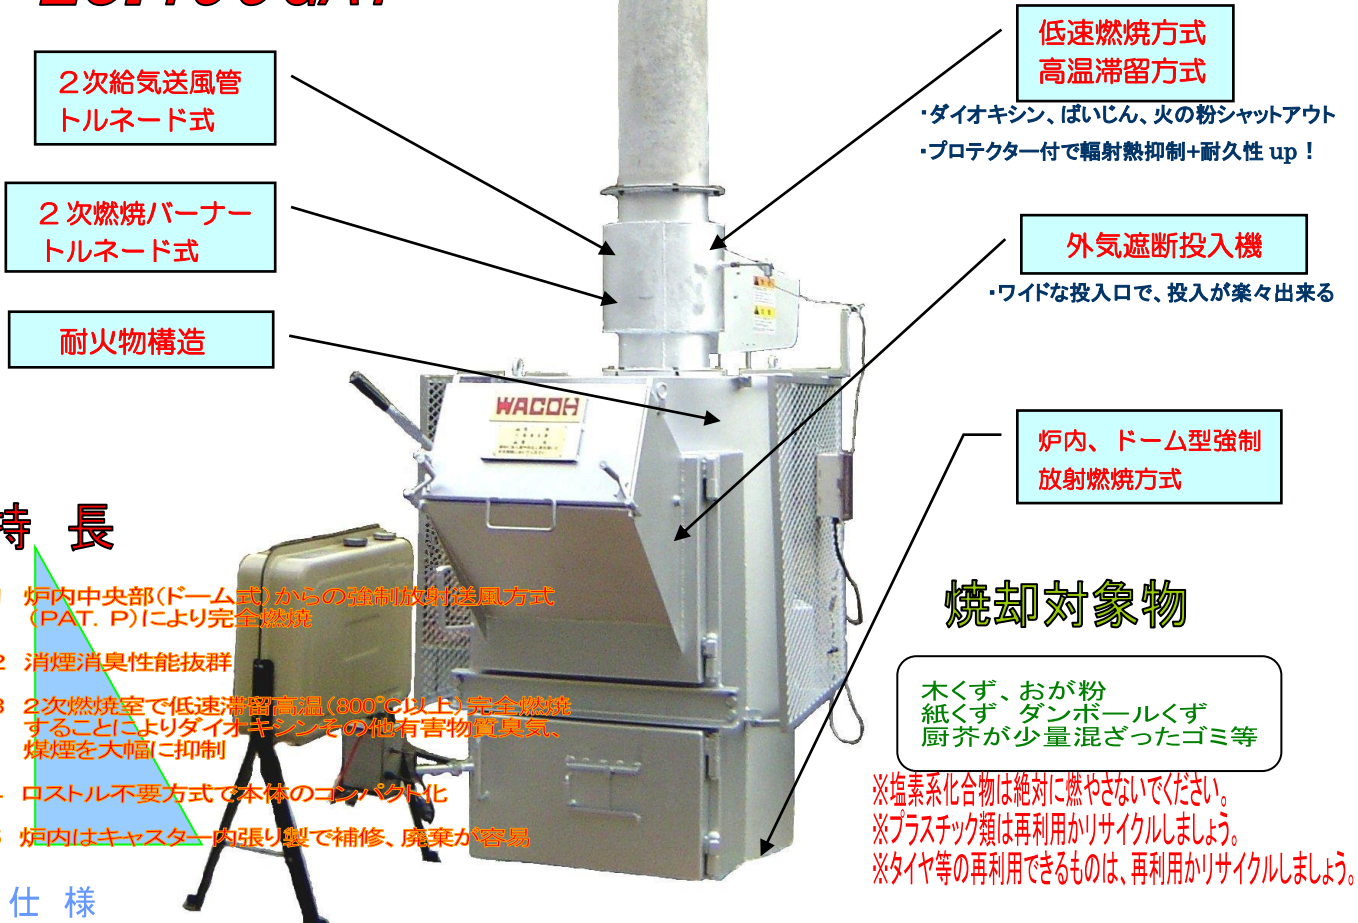 2次給気送風管
トルネード式
低速燃焼方式
高温滞留方式
・ダイオキシン、ばいじん、火の粉シャットアウト
・プロテクター付で輻射熱抑制+耐久性 up！
2次燃焼バーナー
トルネード式
外気遮断投入機
・ワイドな投入口で、投入が楽々出来る
耐火物構造
WACOH
炉内、ドーム型強制
放射燃焼方式
特 長
炉内中央部(ドーム式)からの強制放射送風方式
(PAT. P)により完全燃焼
2 消煙消臭性能抜群
3 2次燃焼室で低速滞留高温(800℃以上)完全燃焼
することによりダイオキシンその他有害物質臭気、
煤煙を大幅に抑制
ロストル不要方式で本体のコンパクト化
炉内はキャスター内張り製で補修、廃棄が容易
仕 様
焼却対象物
木くず、おが粉
紙くず、ダンボールくず
厨芥が少量混ざったゴミ等
※塩素系化合物は絶対に燃やさないでください。
※プラスチック類は再利用かリサイクルしましょう。
※タイヤ等の再利用できるものは、再利用かリサイクルしましょう。